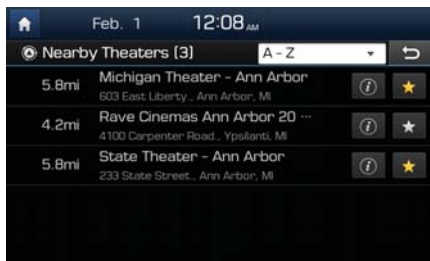 Feb. 1 12:08 AM
Nearby Theaters (3) A - Z
5.8mi Michigan Theater - Ann Arbor
603 East Liberty., Ann Arbor, MI
4.2mi Rave Cinemas Ann Arbor 20 ···
4100 Carpenter Road., Ypsilanti, MI
5.8mi State Theater - Ann Arbor
233 State Street., Ann Arbor, MI